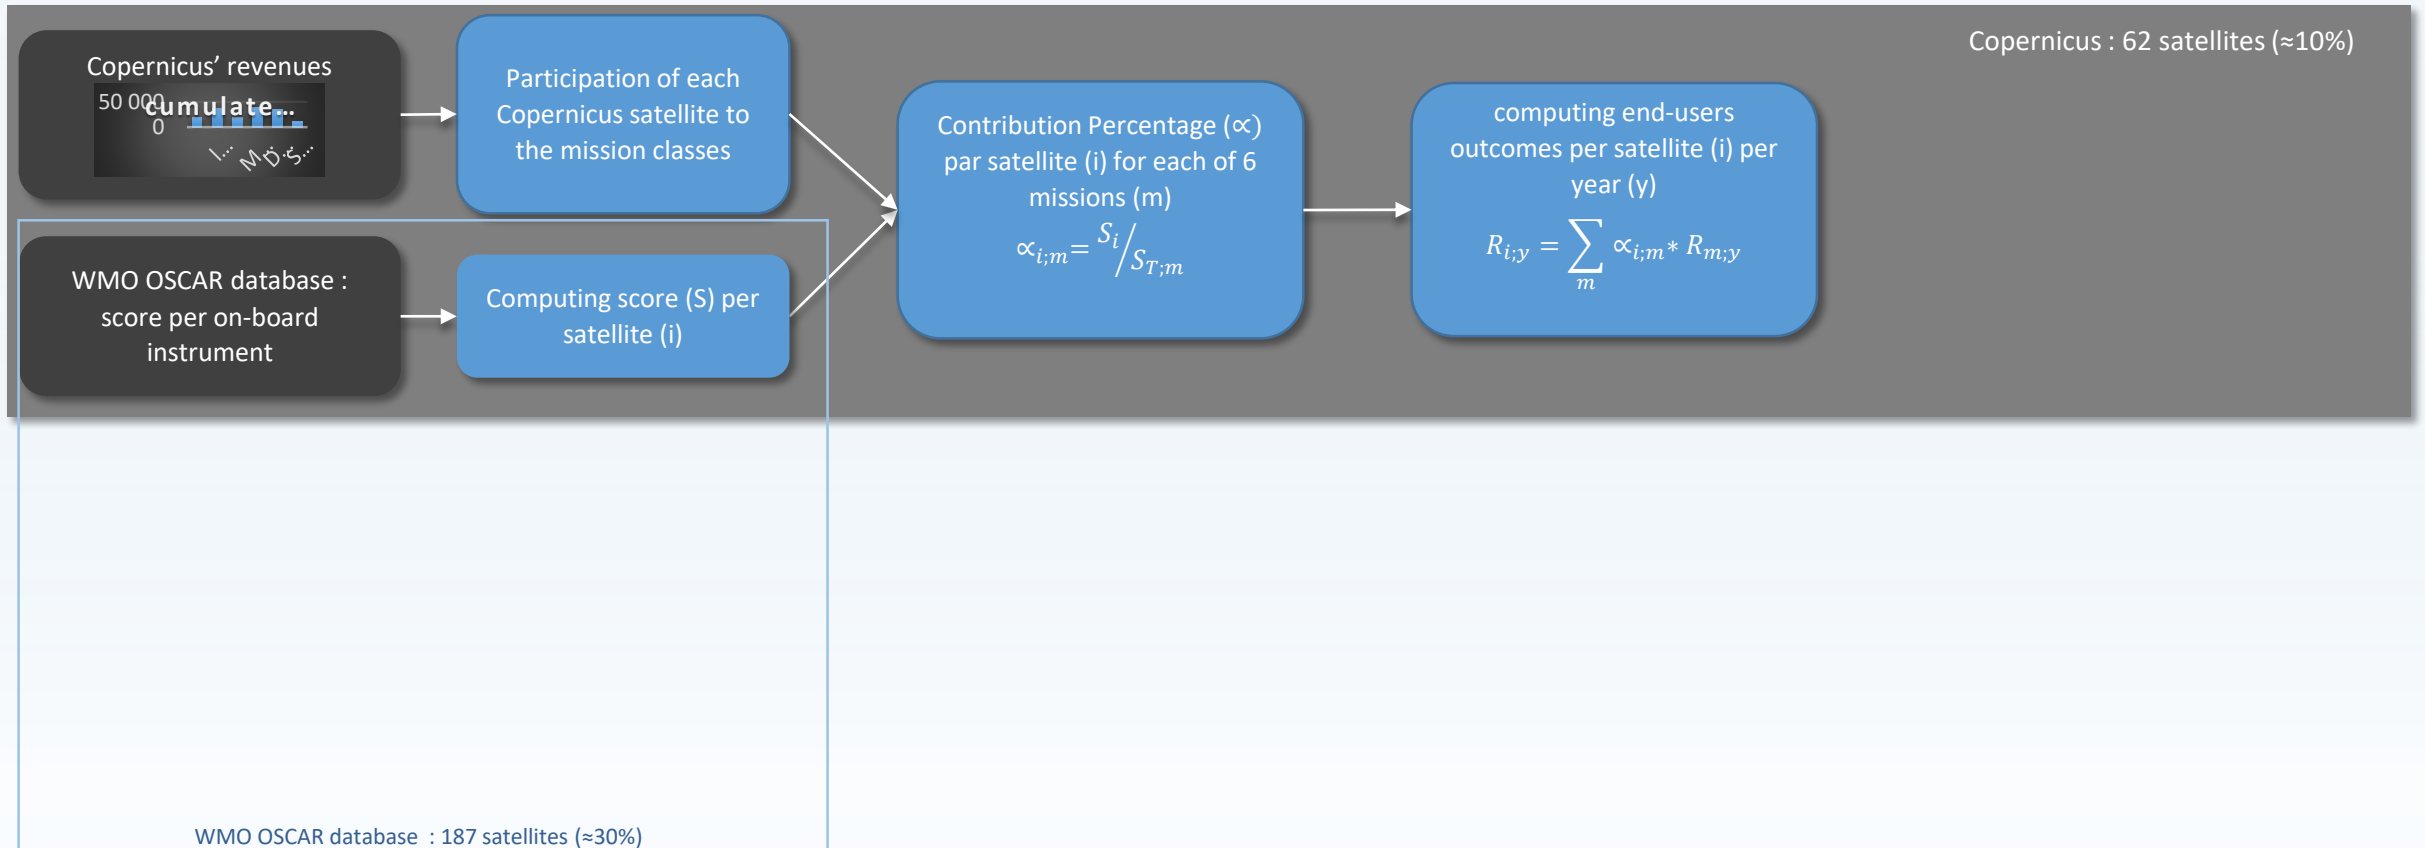 Copernicus : 62 satellites (≈10%)
Copernicus’ revenues
cumulate…
50 000
0
I…
M…
D…
S…
Participation of each
Copernicus satellite to
the mission classes
WMO OSCAR database :
score per on-board
instrument
Computing score (S) per
satellite (i)
Contribution Percentage (∝)
par satellite (i) for each of 6
missions (m)
∝i;m= Si/ST;m
computing end-users
outcomes per satellite (i) per
year (y)
Ri;y = ∑m ∝i;m* Rm;y
WMO OSCAR database : 187 satellites (≈30%)